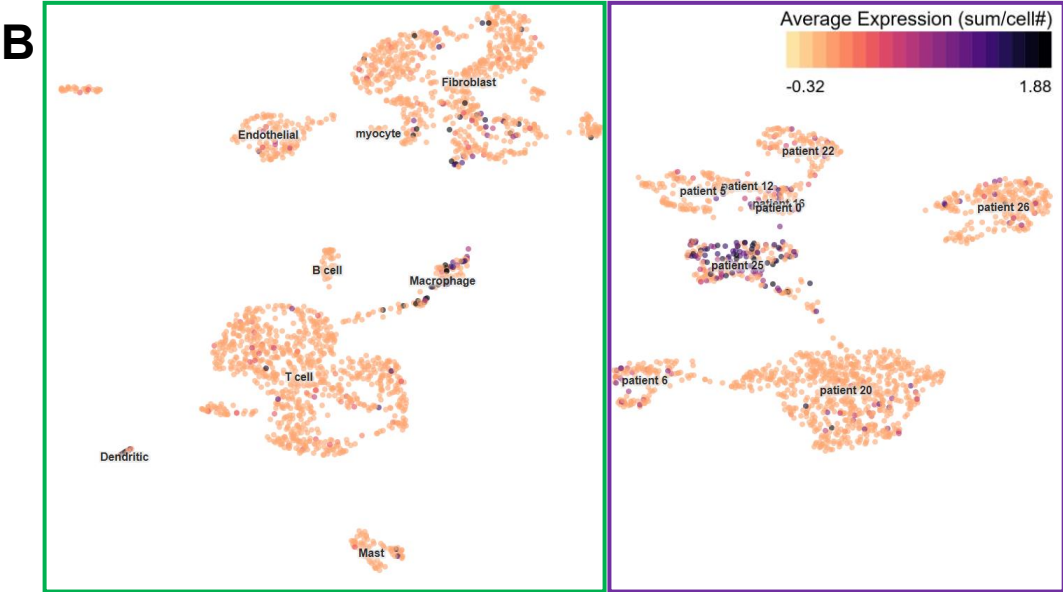 B
Average Expression (sum/cell#)
-0.32
1.88
Fibroblast
Endothelial
myocyte
patient 22
patient 5
patient 12
patient 16
patient 0
patient 26
B cell
Macrophage
patient 25
T cell
patient 6
patient 20
Dendritic
Mast